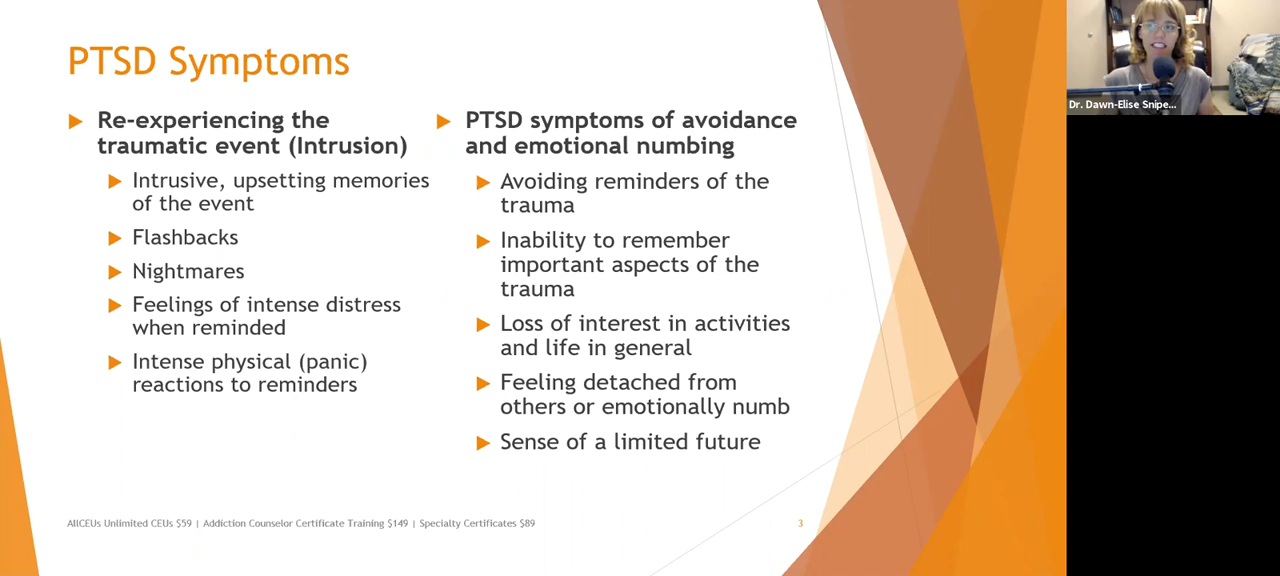 PTSD Symptoms
Re-experiencing the
traumatic event (Intrusion)
Intrusive, upsetting memories
of the event
Flashbacks
Nightmares
Feelings of intense distress
when reminded
Intense physical (panic)
reactions to reminders
PTSD symptoms of avoidance
and emotional numbing
Avoiding reminders of the
trauma
Inability to remember
important aspects of the
trauma
Loss of interest in activities
and life in general
Feeling detached from
others or emotionally numb
Sense of a limited future
AllCEUs Unlimited CEUs $59 | Addiction Counselor Certificate Training $149 | Specialty Certificates $89
3
Dr. Dawn-Elise Snipe...